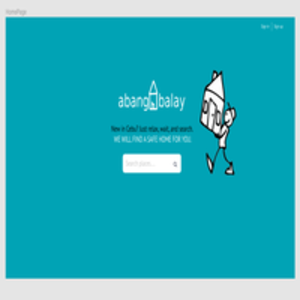 HomePage
Sign in | Sign up
abang balay
New in Cebu? Just relax, wait, and search.
WE WILL FIND A SAFE HOME FOR YOU
Search places...